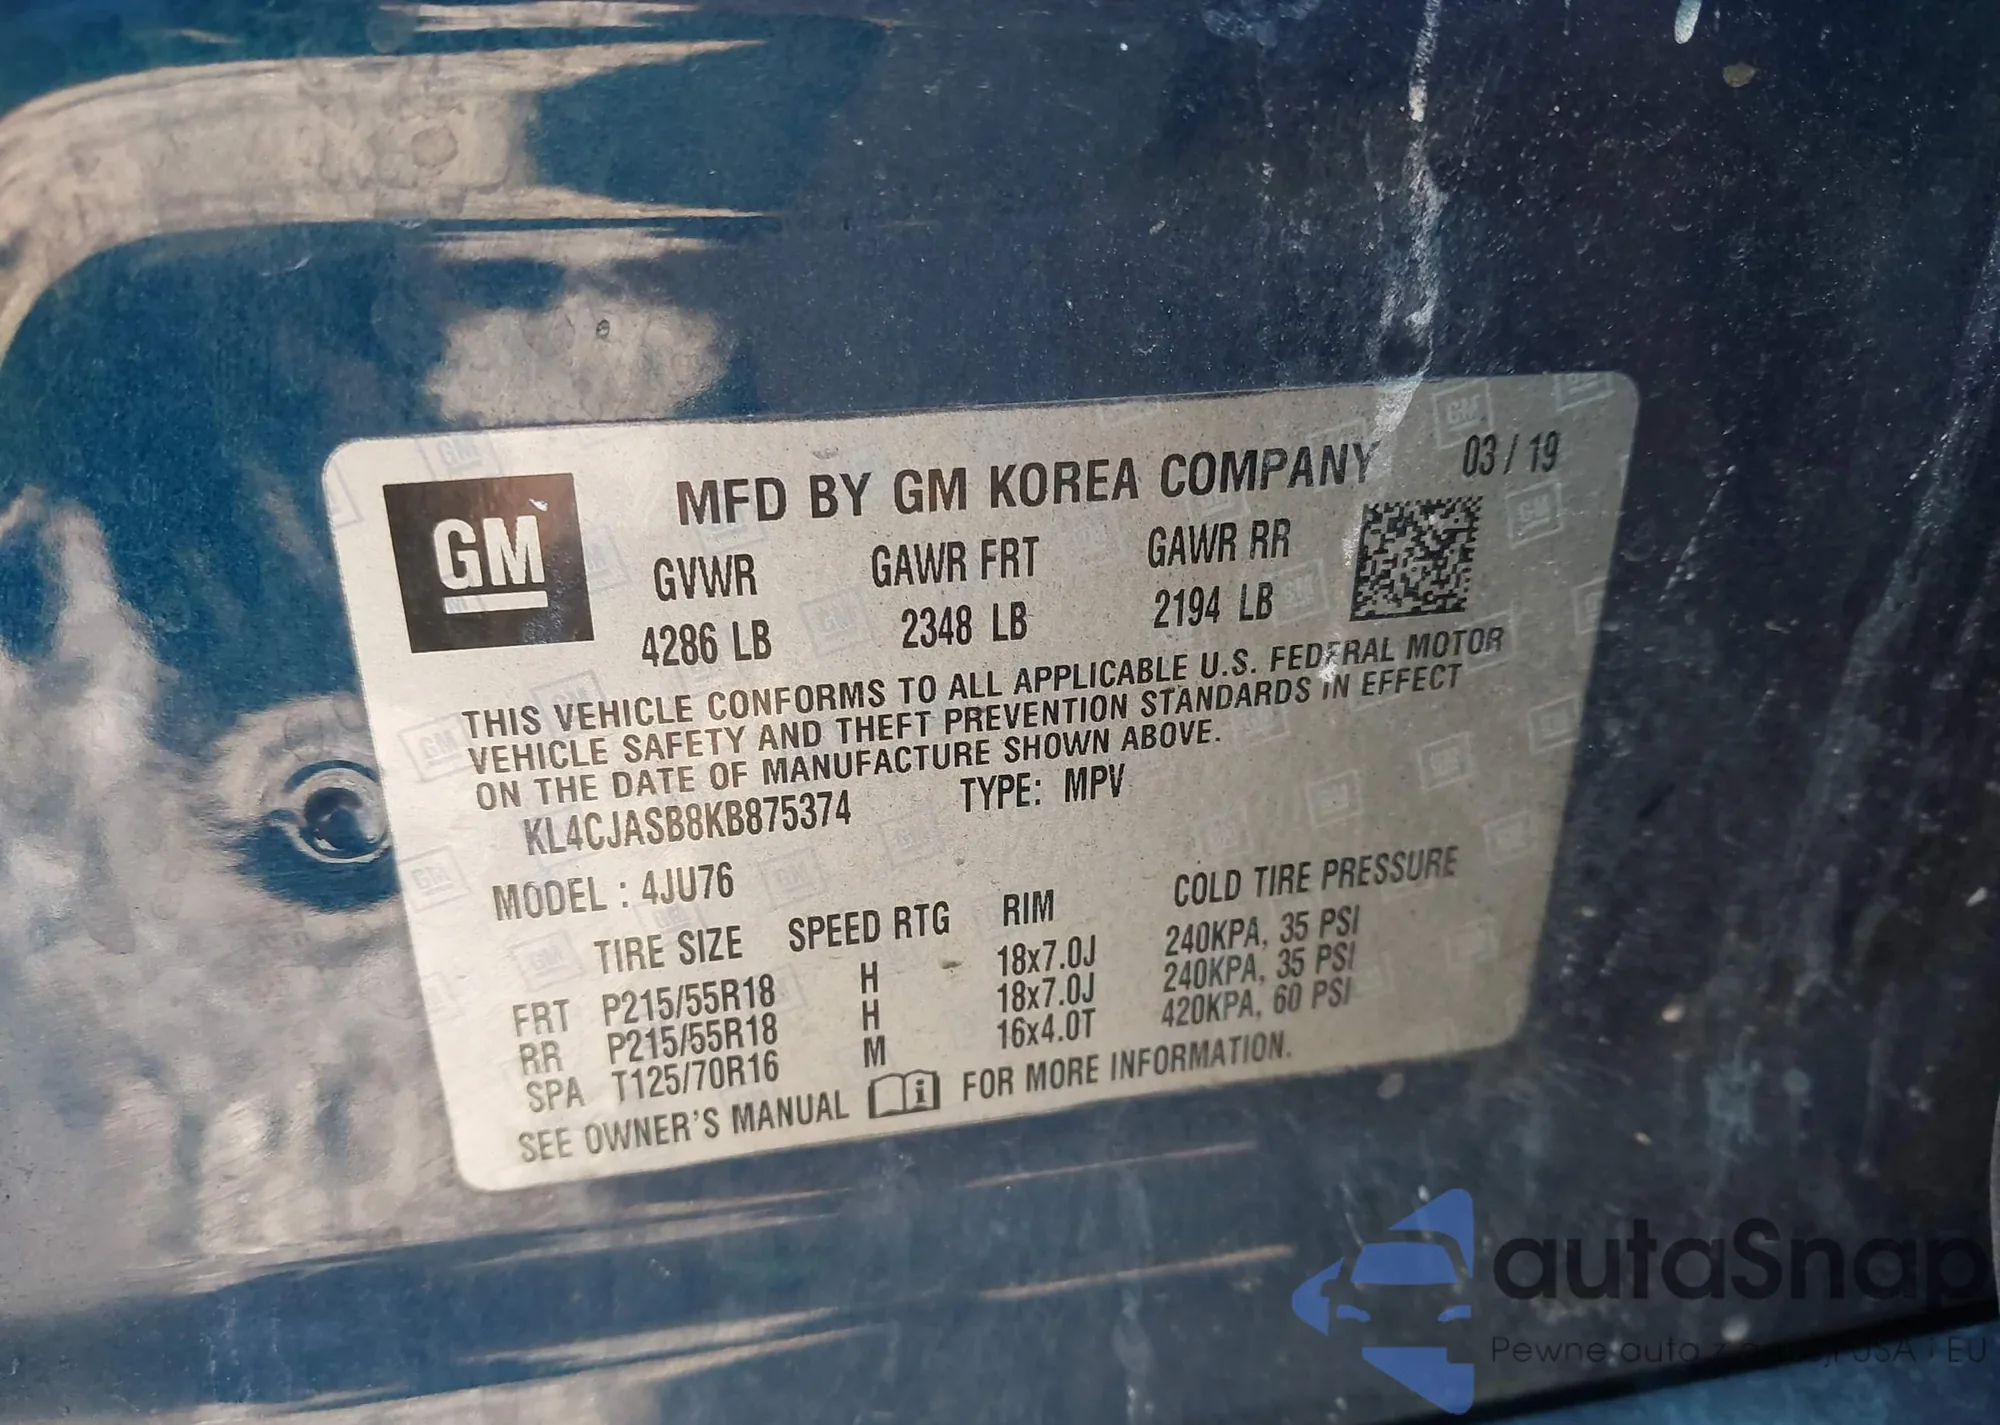 MFD BY GM KOREA COMPANY 03/19
GM
GVWR GAWR FRT GAWR RR
4286 LB 2348 LB 2194 LB
THIS VEHICLE CONFORMS TO ALL APPLICABLE U.S. FEDERAL MOTOR
VEHICLE SAFETY AND THEFT PREVENTION STANDARDS IN EFFECT
ON THE DATE OF MANUFACTURE SHOWN ABOVE.
KL4CJASB8KB875374 TYPE: MPV
MODEL : 4JU76
TIRE SIZE SPEED RTG RIM COLD TIRE PRESSURE
FRT P215/55R18 H 18x7.0J 240KPA, 35 PSI
RR P215/55R18 H 18x7.0J 240KPA, 35 PSI
SPA T125/70R16 M 16x4.0T 420KPA, 60 PSI
SEE OWNER'S MANUAL FOR MORE INFORMATION.
autaSnap
Pewne auto z USA EU